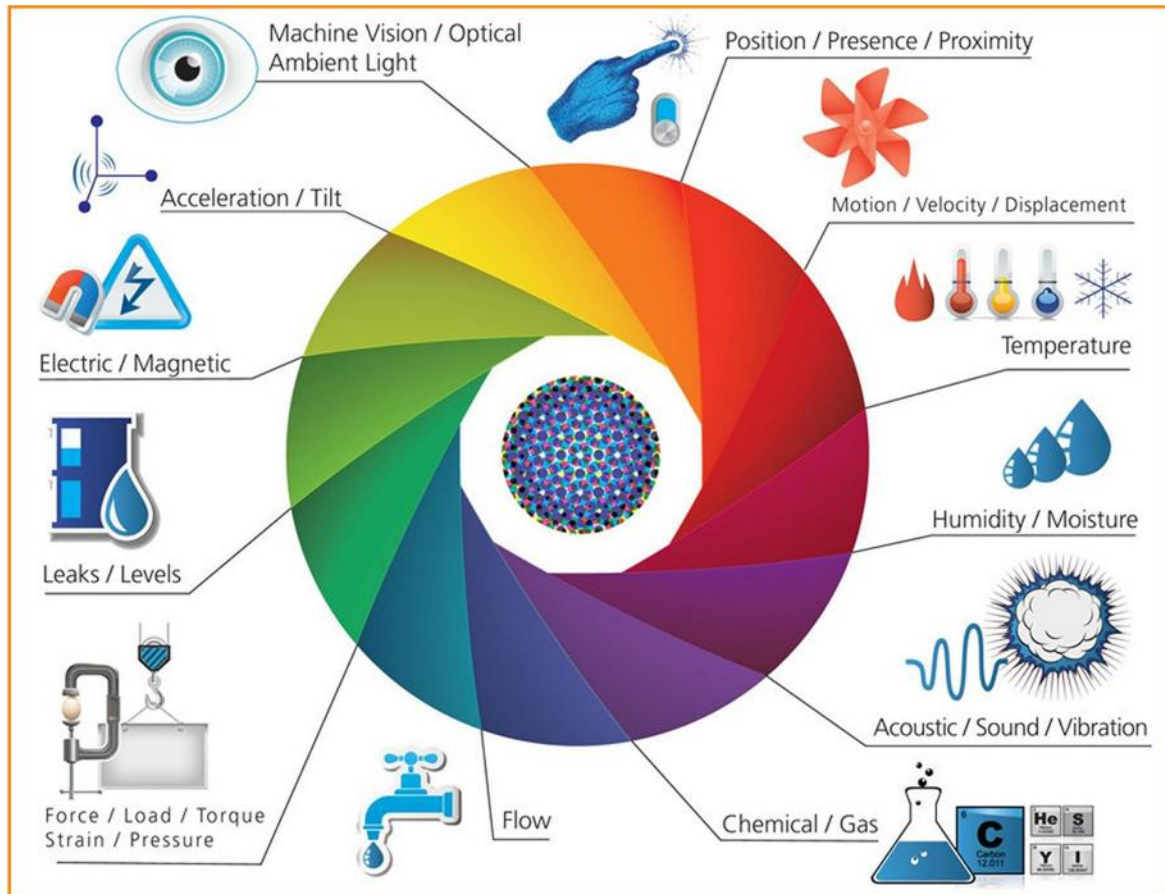 Machine Vision / Optical
Ambient Light
Position / Presence / Proximity
Acceleration / Tilt
Motion / Velocity / Displacement
Temperature
Electric / Magnetic
Humidity / Moisture
Leaks / Levels
Acoustic / Sound / Vibration
Force / Load / Torque
Strain / Pressure
Flow
Chemical / Gas
6
C
Carbon
12.011
He
S
Y
I